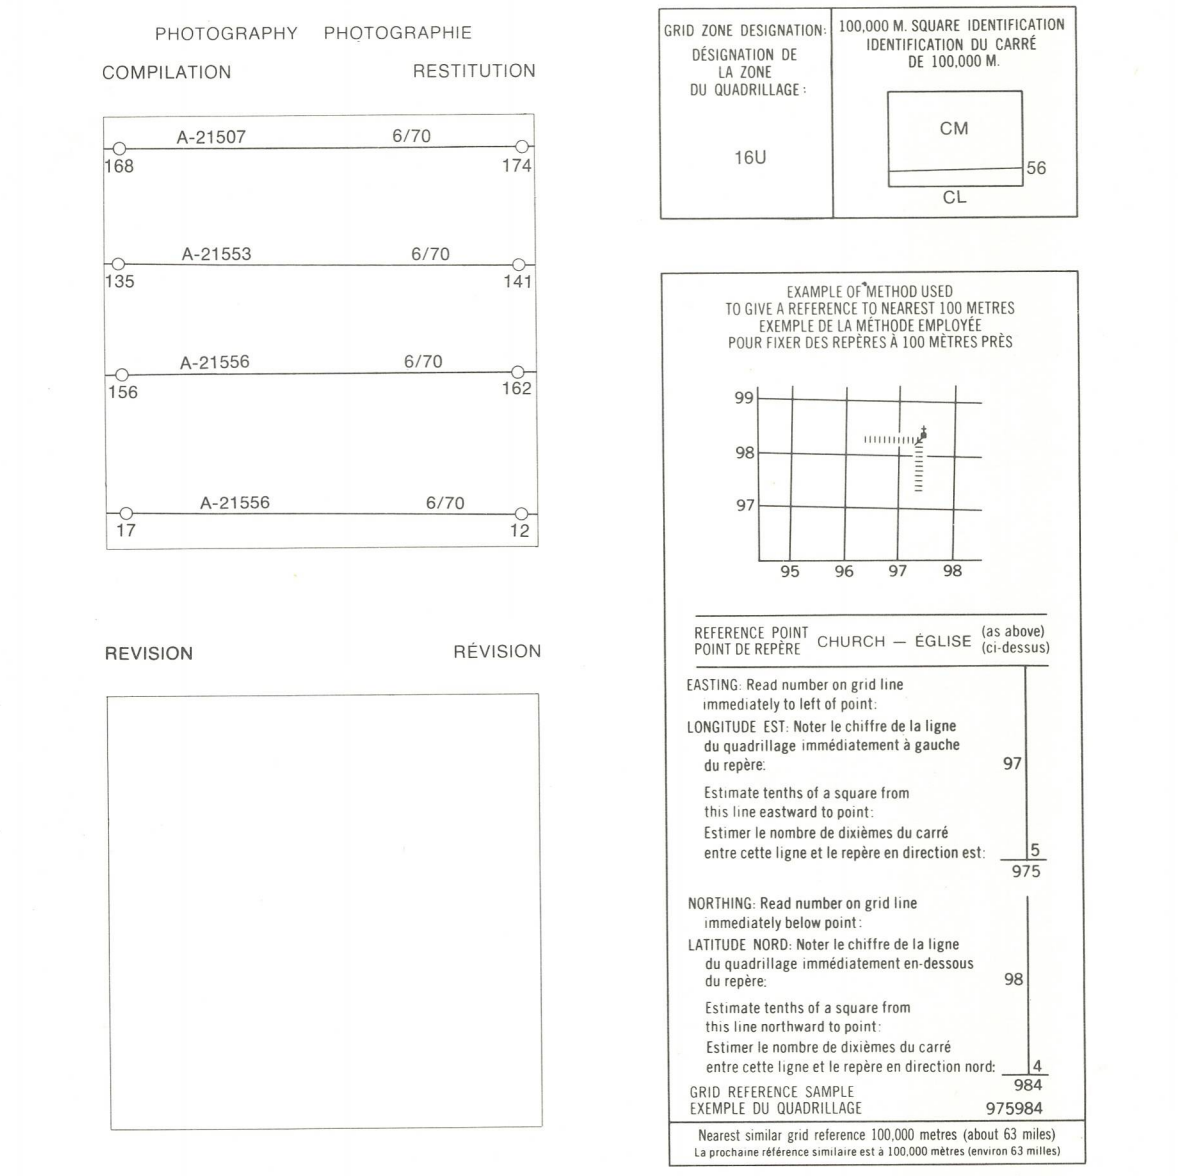 PHOTOGRAPHY PHOTOGRAPHIE
COMPILATION RESTITUTION
A-21507 6/70
168 174
A-21553 6/70
135 141
A-21556 6/70
156 162
A-21556 6/70
17 12
REVISION RÉVISION
GRID ZONE DESIGNATION:
DÉSIGNATION DE
LA ZONE
DU QUADRILLAGE :
16U
100,000 M. SQUARE IDENTIFICATION
IDENTIFICATION DU CARRÉ
DE 100,000 M.
CM
56
CL
EXAMPLE OF METHOD USED
TO GIVE A REFERENCE TO NEAREST 100 METRES
EXEMPLE DE LA MÉTHODE EMPLOYÉE
POUR FIXER DES REPÈRES À 100 MÈTRES PRÈS
99
98
97
95 96 97 98
REFERENCE POINT
POINT DE REPÈRE
CHURCH — ÉGLISE
(as above)
(ci-dessus)
EASTING: Read number on grid line
immediately to left of point:
LONGITUDE EST: Noter le chiffre de la ligne
du quadrillage immédiatement à gauche
du repère: 97
Estimate tenths of a square from
this line eastward to point:
Estimer le nombre de dixièmes du carré
entre cette ligne et le repère en direction est: 5
975
NORTHING: Read number on grid line
immediately below point:
LATITUDE NORD: Noter le chiffre de la ligne
du quadrillage immédiatement en-dessous
du repère: 98
Estimate tenths of a square from
this line northward to point:
Estimer le nombre de dixièmes du carré
entre cette ligne et le repère en direction nord: 4
984
GRID REFERENCE SAMPLE
EXEMPLE DU QUADRILLAGE 975984
Nearest similar grid reference 100,000 metres (about 63 miles)
La prochaine référence similaire est à 100,000 mètres (environ 63 milles)